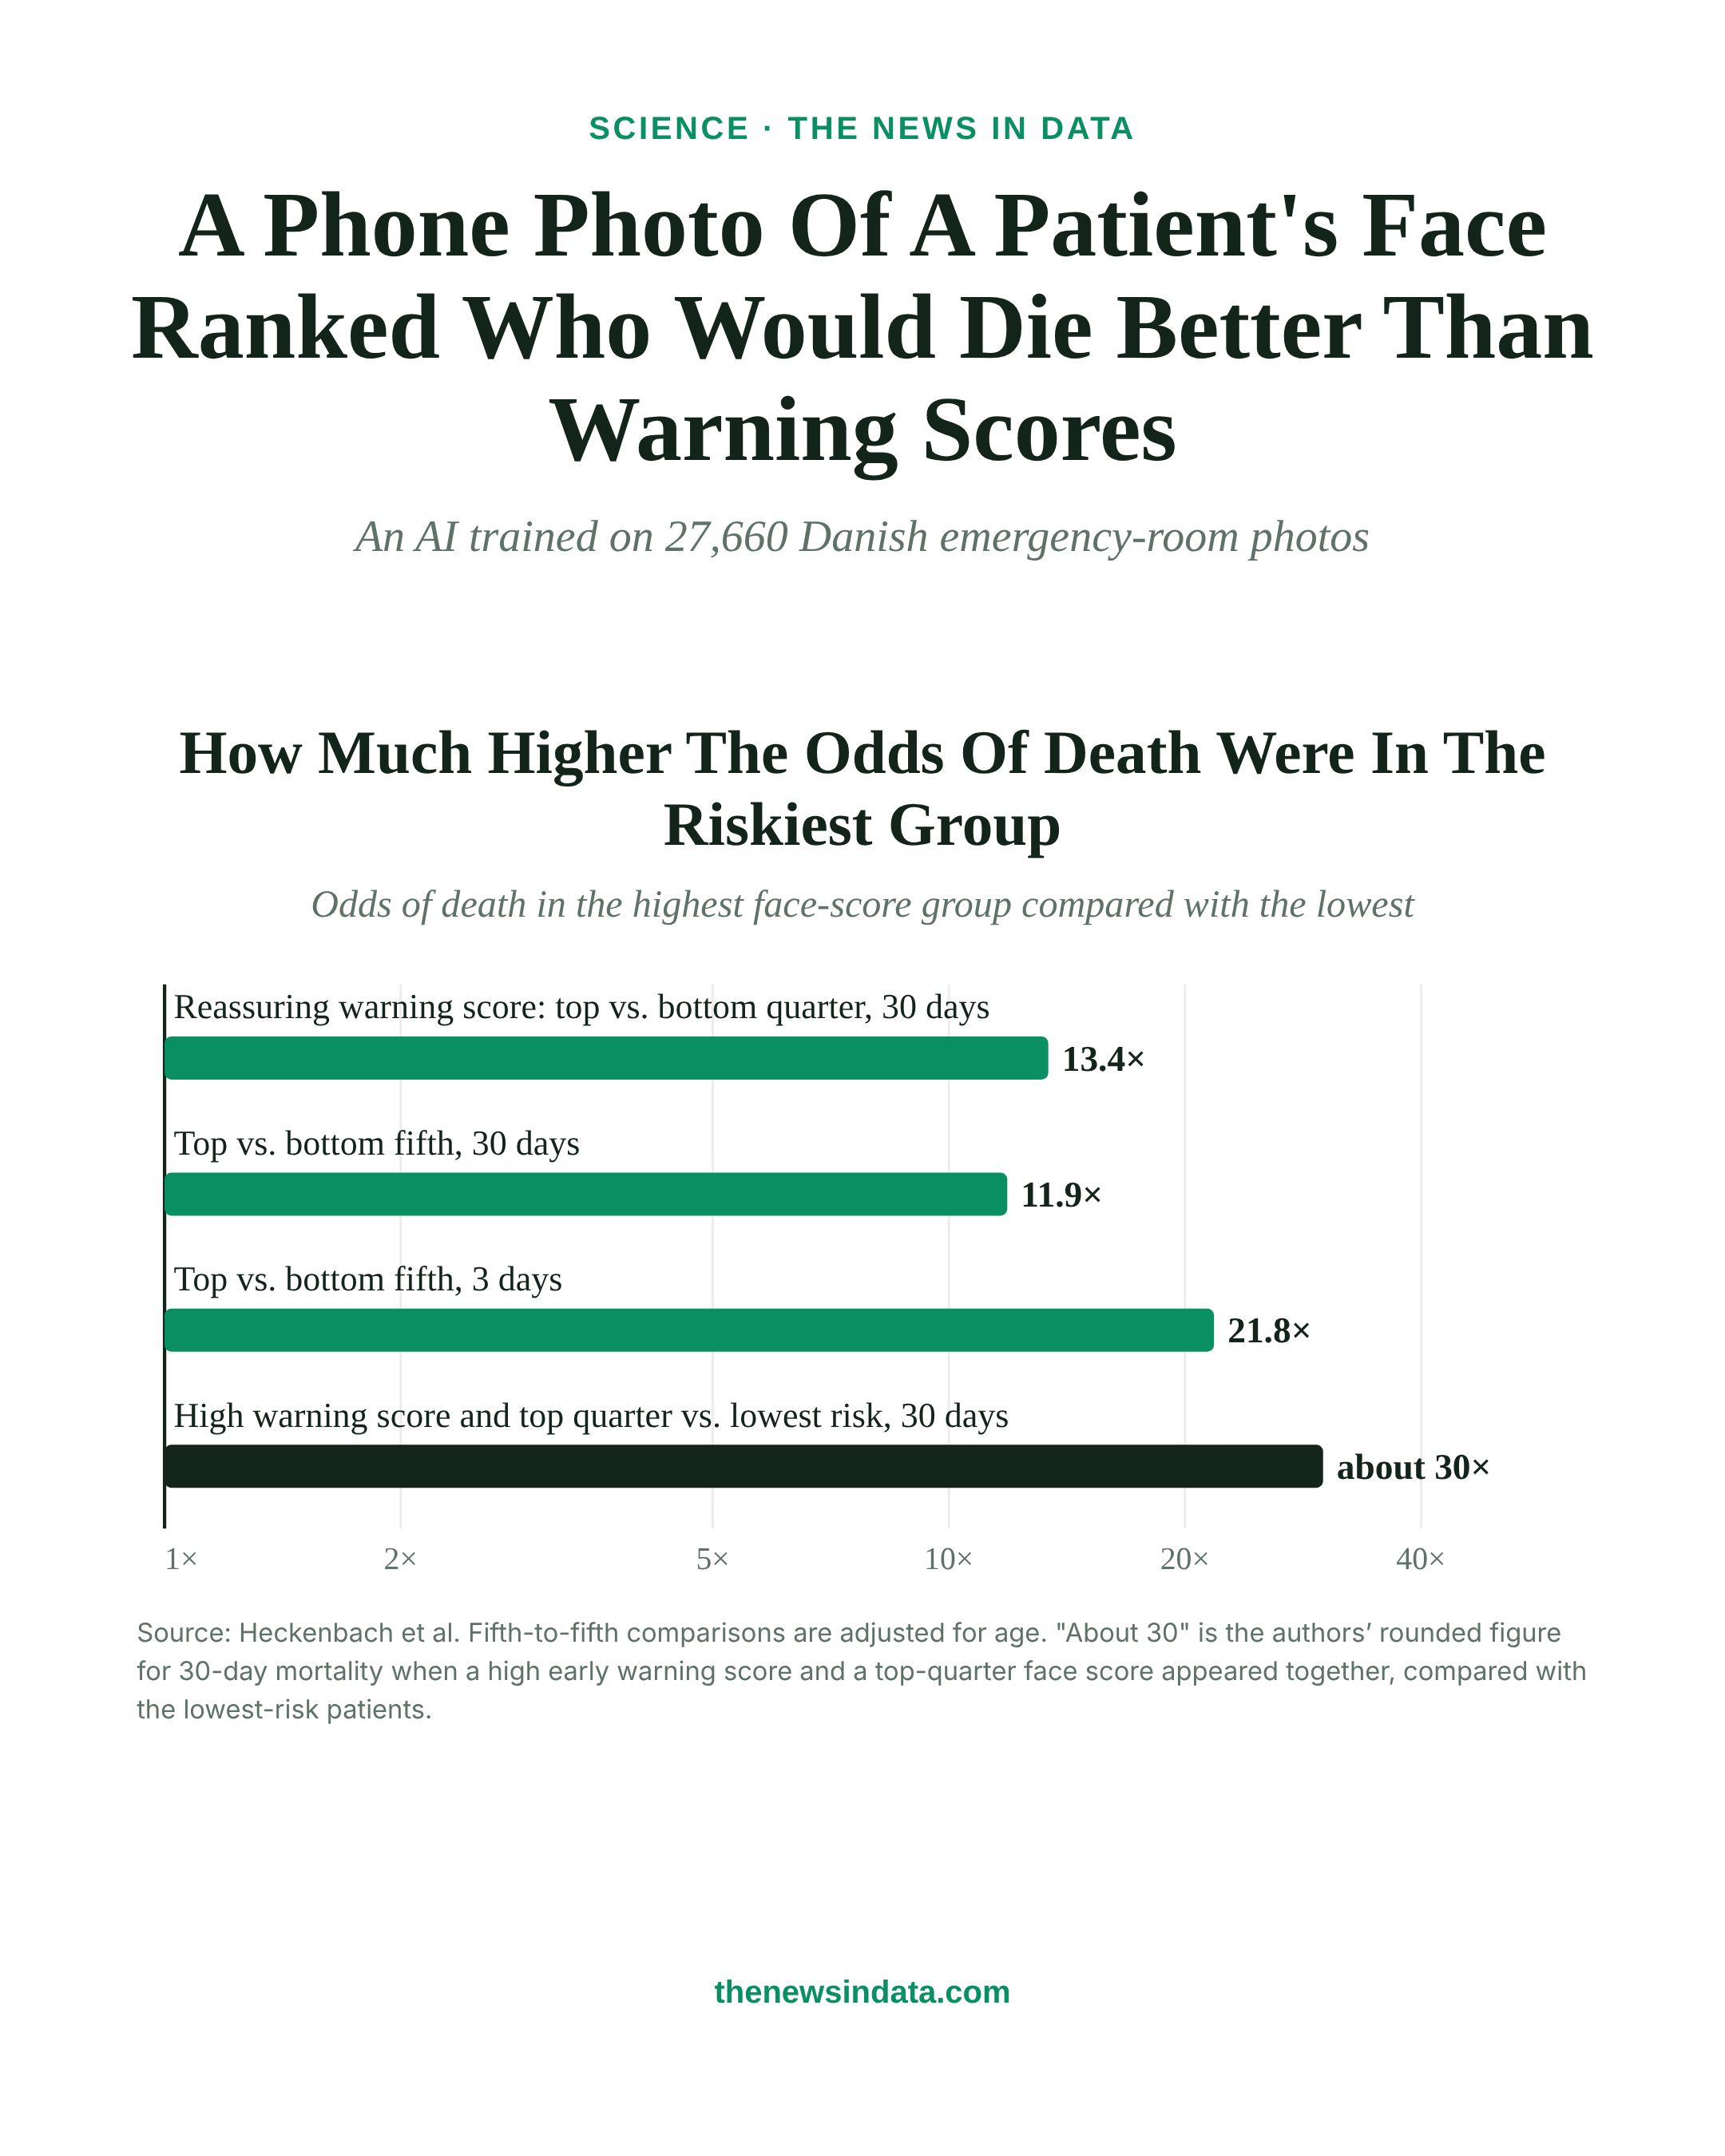 SCIENCE · THE NEWS IN DATA
A Phone Photo Of A Patient's Face
Ranked Who Would Die Better Than
Warning Scores
An AI trained on 27,660 Danish emergency-room photos
How Much Higher The Odds Of Death Were In The
Riskiest Group
Odds of death in the highest face-score group compared with the lowest
Reassuring warning score: top vs. bottom quarter, 30 days
13.4×
Top vs. bottom fifth, 30 days
11.9×
Top vs. bottom fifth, 3 days
21.8×
High warning score and top quarter vs. lowest risk, 30 days
about 30×
1× 2× 5× 10× 20× 40×
Source: Heckenbach et al. Fifth-to-fifth comparisons are adjusted for age. "About 30" is the authors’ rounded figure
for 30-day mortality when a high early warning score and a top-quarter face score appeared together, compared with
the lowest-risk patients.
thenewsindata.com